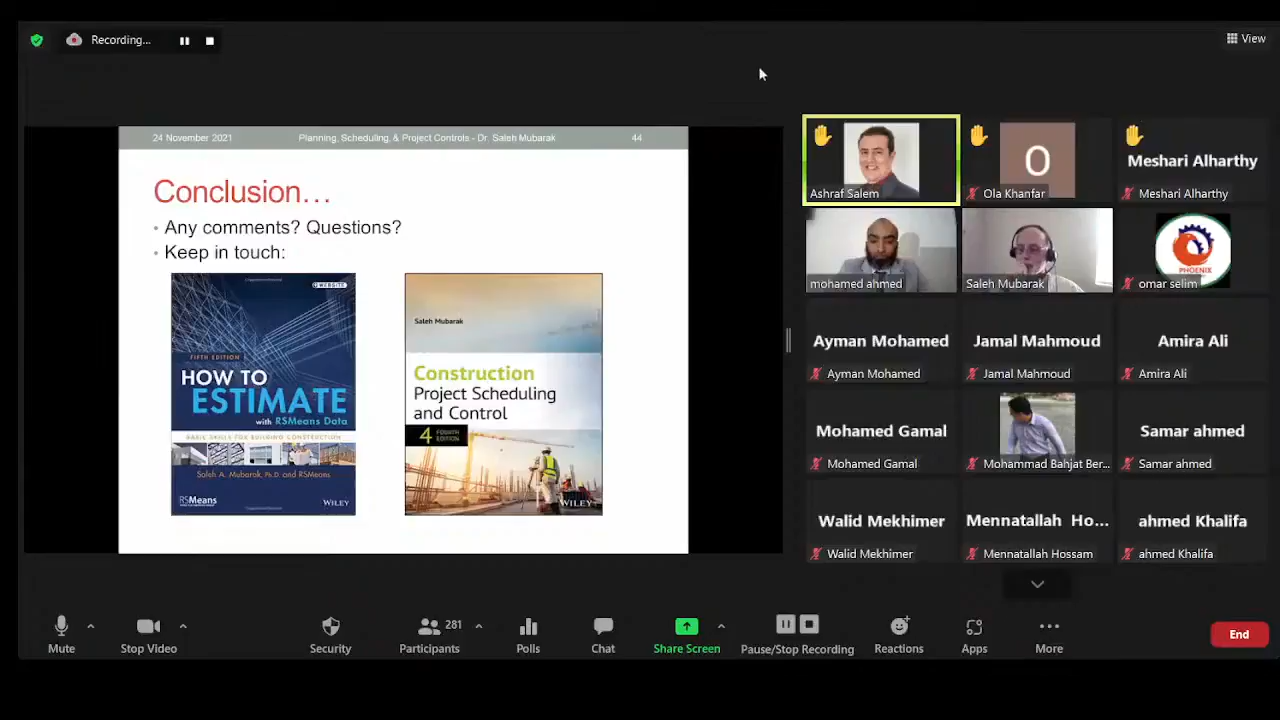 Recording...
View
24 November 2021
Planning, Scheduling, & Project Controls - Dr. Saleh Mubarak
44
Conclusion…
• Any comments? Questions?
• Keep in touch:
WEBSITE
FIFTH EDITION
HOW TO
ESTIMATE
with RSMeans Data
BASIC SKILLS FOR BUILDING CONSTRUCTION
Saleh A. Mubarak, Ph.D. and RSMeans
RSMeans
WILEY
Saleh Mubarak
Construction
Project Scheduling
and Control
4 FOURTH
EDITION
WILEY
Ashraf Salem
O
Ola Khanfar
Meshari Alharthy
Meshari Alharthy
mohamed ahmed
Saleh Mubarak
PHOENIX
omar selim
Ayman Mohamed
Ayman Mohamed
Jamal Mahmoud
Jamal Mahmoud
Amira Ali
Amira Ali
Mohamed Gamal
Mohamed Gamal
Mohammad Bahjat Ber...
Samar ahmed
Samar ahmed
Walid Mekhimer
Walid Mekhimer
Mennatallah Ho...
Mennatallah Hossam
ahmed Khalifa
ahmed Khalifa
Mute
Stop Video
Security
281
Participants
Polls
Chat
Share Screen
Pause/Stop Recording
Reactions
Apps
More
End